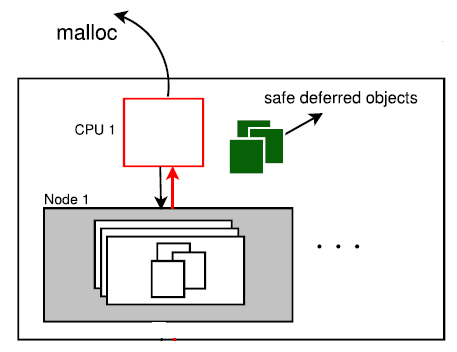 malloc
safe deferred objects
CPU 1
Node 1
. . .